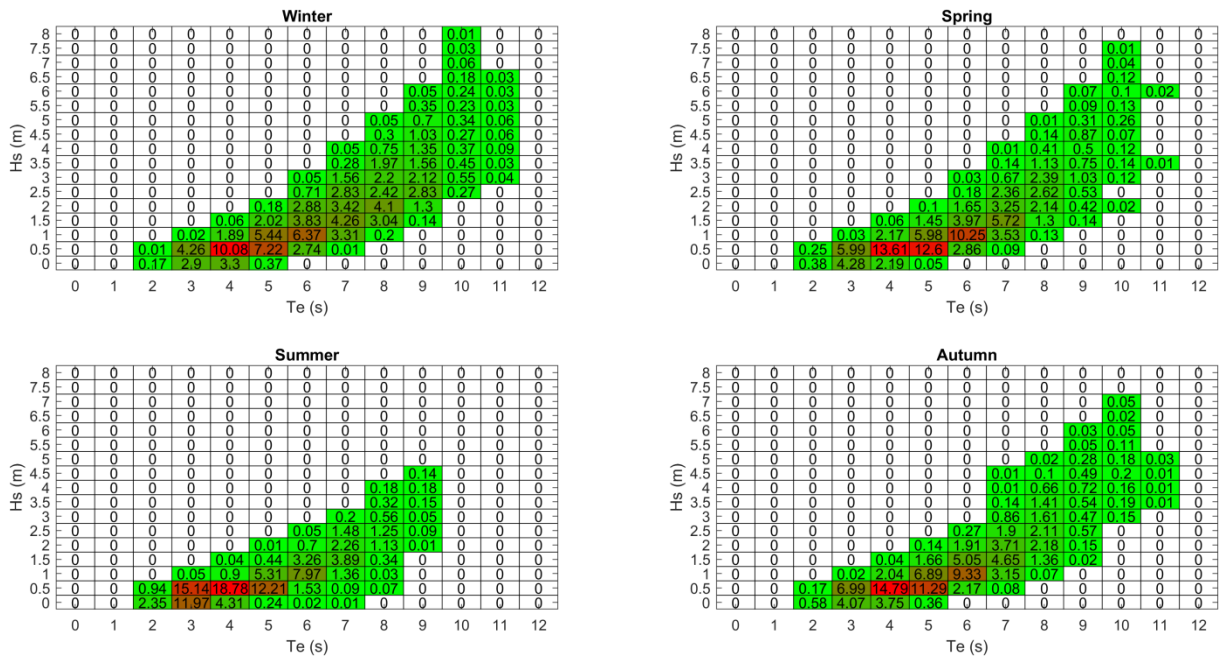 Winter
Hs (m)
8 0 0 0 0 0 0 0 0 0 0 0.01 0 0
7.5 0 0 0 0 0 0 0 0 0 0 0.03 0 0
7 0 0 0 0 0 0 0 0 0 0 0.06 0 0
6.5 0 0 0 0 0 0 0 0 0 0 0.18 0.03 0
6 0 0 0 0 0 0 0 0 0 0.05 0.24 0.03 0
5.5 0 0 0 0 0 0 0 0 0 0.35 0.23 0.03 0
5 0 0 0 0 0 0 0 0 0.05 0.7 0.34 0.06 0
4.5 0 0 0 0 0 0 0 0 0.3 1.03 0.27 0.06 0
4 0 0 0 0 0 0 0 0.05 0.75 1.35 0.37 0.09 0
3.5 0 0 0 0 0 0 0 0.28 1.97 1.56 0.45 0.03 0
3 0 0 0 0 0 0 0.05 1.56 2.2 2.12 0.55 0.04 0
2.5 0 0 0 0 0 0 0.71 2.83 2.42 2.83 0.27 0 0
2 0 0 0 0 0 0.18 2.88 3.42 4.1 1.3 0 0 0
1.5 0 0 0 0 0.06 2.02 3.83 4.26 3.04 0.14 0 0 0
1 0 0 0 0.02 1.89 5.44 6.37 3.31 0.2 0 0 0 0
0.5 0 0 0.01 4.26 10.08 7.22 2.74 0.01 0 0 0 0 0
0 0 0 0.17 2.9 3.3 0.37 0 0 0 0 0 0 0
0 1 2 3 4 5 6 7 8 9 10 11 12
Te (s)
Spring
Hs (m)
8 0 0 0 0 0 0 0 0 0 0 0 0 0
7.5 0 0 0 0 0 0 0 0 0 0 0.01 0 0
7 0 0 0 0 0 0 0 0 0 0 0.04 0 0
6.5 0 0 0 0 0 0 0 0 0 0 0.12 0 0
6 0 0 0 0 0 0 0 0 0 0.07 0.1 0.02 0
5.5 0 0 0 0 0 0 0 0 0 0.09 0.13 0 0
5 0 0 0 0 0 0 0 0 0.01 0.31 0.26 0 0
4.5 0 0 0 0 0 0 0 0 0.14 0.87 0.07 0 0
4 0 0 0 0 0 0 0 0.01 0.41 0.5 0.12 0 0
3.5 0 0 0 0 0 0 0 0.14 1.13 0.75 0.14 0.01 0
3 0 0 0 0 0 0 0.03 0.67 2.39 1.03 0.12 0 0
2.5 0 0 0 0 0 0 0.18 2.36 2.62 0.53 0 0 0
2 0 0 0 0 0 0.1 1.65 3.25 2.14 0.42 0.02 0 0
1.5 0 0 0 0 0.06 1.45 3.97 5.72 1.3 0.14 0 0 0
1 0 0 0 0.03 2.17 5.98 10.25 3.53 0.13 0 0 0 0
0.5 0 0 0.25 5.99 13.61 12.6 2.86 0.09 0 0 0 0 0
0 0 0 0.38 4.28 2.19 0.05 0 0 0 0 0 0 0
0 1 2 3 4 5 6 7 8 9 10 11 12
Te (s)
Summer
Hs (m)
8 0 0 0 0 0 0 0 0 0 0 0 0 0
7.5 0 0 0 0 0 0 0 0 0 0 0 0 0
7 0 0 0 0 0 0 0 0 0 0 0 0 0
6.5 0 0 0 0 0 0 0 0 0 0 0 0 0
6 0 0 0 0 0 0 0 0 0 0 0 0 0
5.5 0 0 0 0 0 0 0 0 0 0 0 0 0
5 0 0 0 0 0 0 0 0 0 0 0 0 0
4.5 0 0 0 0 0 0 0 0 0 0.14 0 0 0
4 0 0 0 0 0 0 0 0 0.18 0.18 0 0 0
3.5 0 0 0 0 0 0 0 0 0.32 0.15 0 0 0
3 0 0 0 0 0 0 0 0.2 0.56 0.05 0 0 0
2.5 0 0 0 0 0 0 0.05 1.48 1.25 0.09 0 0 0
2 0 0 0 0 0 0.01 0.7 2.26 1.13 0.01 0 0 0
1.5 0 0 0 0 0.04 0.44 3.26 3.89 0.34 0 0 0 0
1 0 0 0 0.05 0.9 5.31 7.97 1.36 0.03 0 0 0 0
0.5 0 0 0.94 15.14 18.78 12.21 1.53 0.09 0.07 0 0 0 0
0 0 0 2.35 11.97 4.31 0.24 0.02 0.01 0 0 0 0 0
0 1 2 3 4 5 6 7 8 9 10 11 12
Te (s)
Autumn
Hs (m)
8 0 0 0 0 0 0 0 0 0 0 0 0 0
7.5 0 0 0 0 0 0 0 0 0 0 0 0 0
7 0 0 0 0 0 0 0 0 0 0 0.05 0 0
6.5 0 0 0 0 0 0 0 0 0 0 0.02 0 0
6 0 0 0 0 0 0 0 0 0 0.03 0.05 0 0
5.5 0 0 0 0 0 0 0 0 0 0.05 0.11 0 0
5 0 0 0 0 0 0 0 0 0.02 0.28 0.18 0.03 0
4.5 0 0 0 0 0 0 0 0.01 0.1 0.49 0.2 0.01 0
4 0 0 0 0 0 0 0 0.01 0.66 0.72 0.16 0.01 0
3.5 0 0 0 0 0 0 0 0.14 1.41 0.54 0.19 0.01 0
3 0 0 0 0 0 0 0 0.86 1.61 0.47 0.15 0 0
2.5 0 0 0 0 0 0 0.27 1.9 2.11 0.57 0 0 0
2 0 0 0 0 0 0.14 1.91 3.71 2.18 0.15 0 0 0
1.5 0 0 0 0 0.04 1.66 5.05 4.65 1.36 0.02 0 0 0
1 0 0 0 0.02 2.04 6.89 9.33 3.15 0.07 0 0 0 0
0.5 0 0 0.17 6.99 14.79 11.29 2.17 0.08 0 0 0 0 0
0 0 0 0.58 4.07 3.75 0.36 0 0 0 0 0 0 0
0 1 2 3 4 5 6 7 8 9 10 11 12
Te (s)